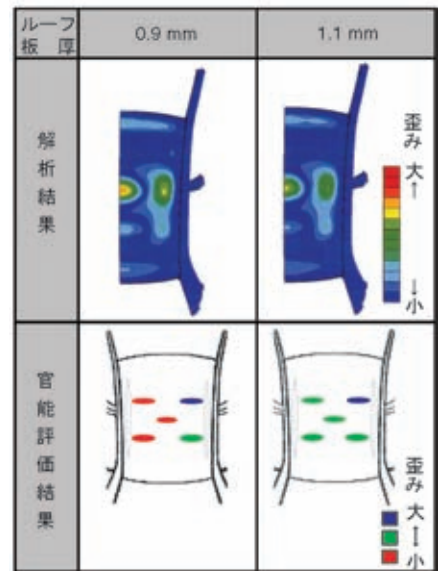 ルーフ
板厚
0.9 mm
1.1 mm
解析結果
歪み
大
↑
↓
小
官能評価結果
歪み
大
↕
小